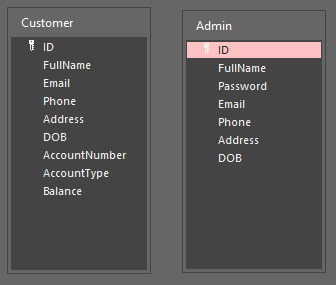 Customer
ID
FullName
Email
Phone
Address
DOB
AccountNumber
AccountType
Balance
Admin
ID
FullName
Password
Email
Phone
Address
DOB